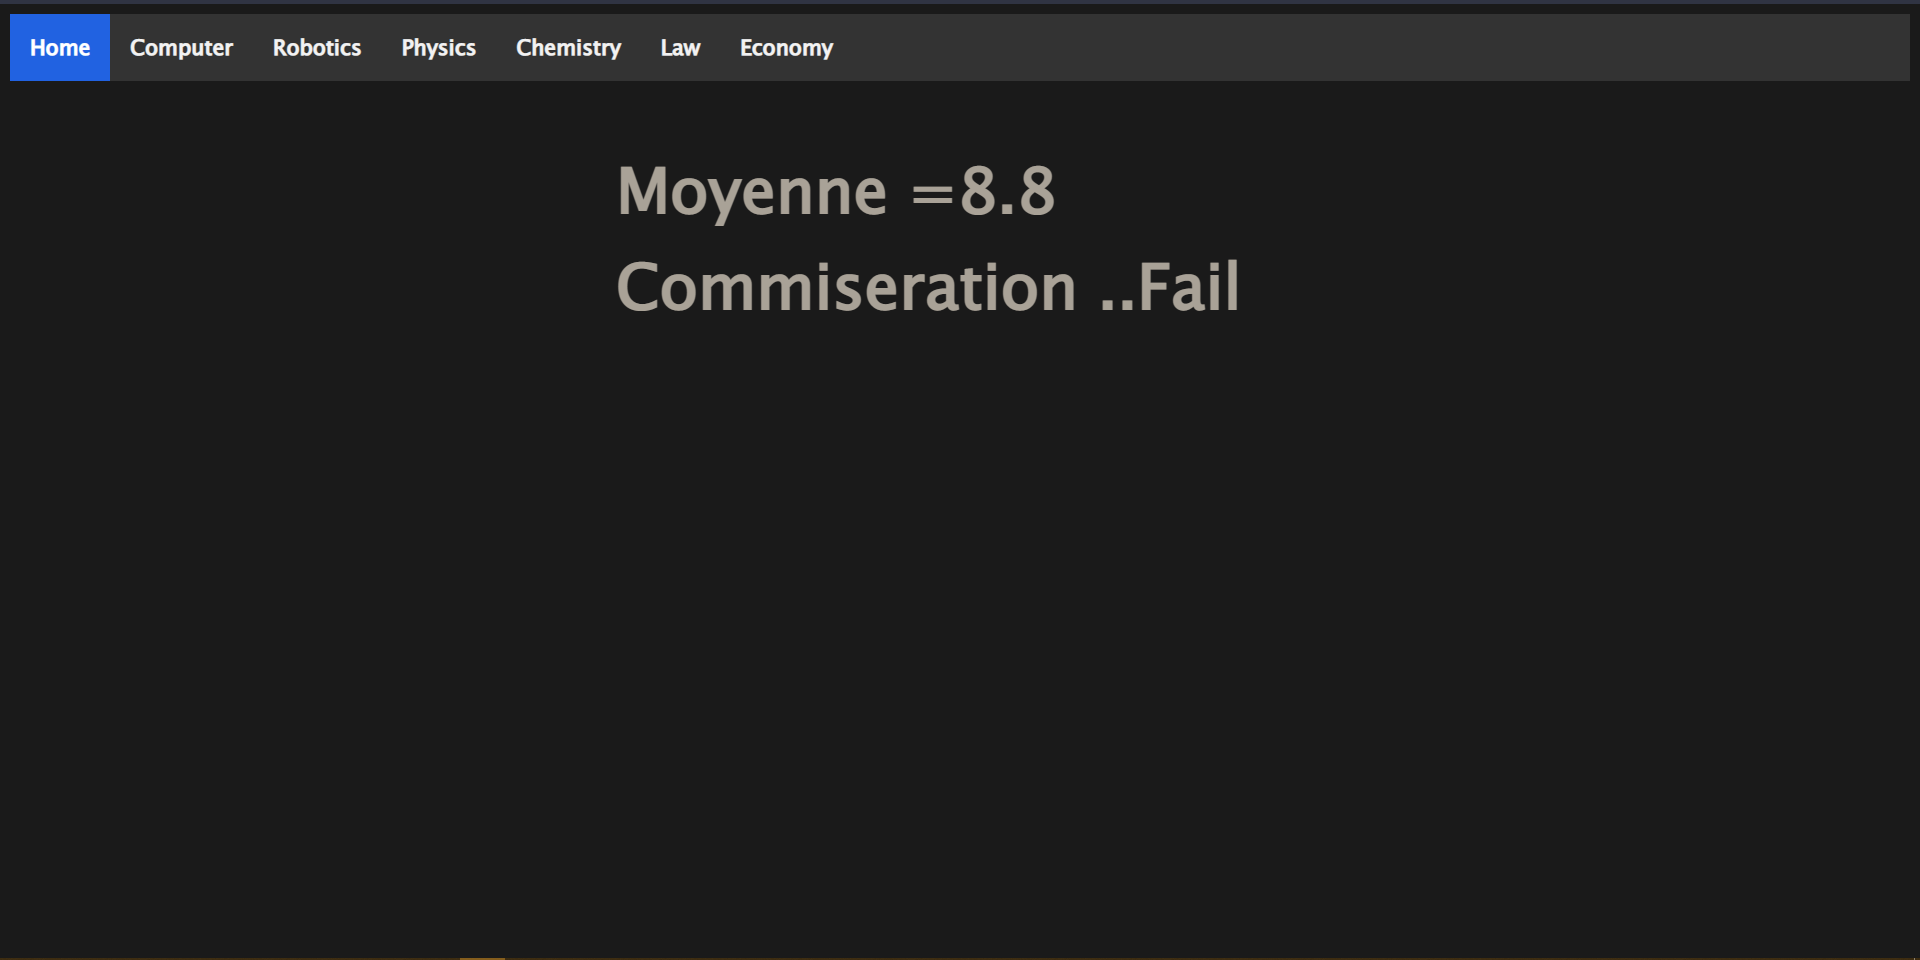 Home Computer Robotics Physics Chemistry Law Economy
Moyenne =8.8
Commiseration ..Fail